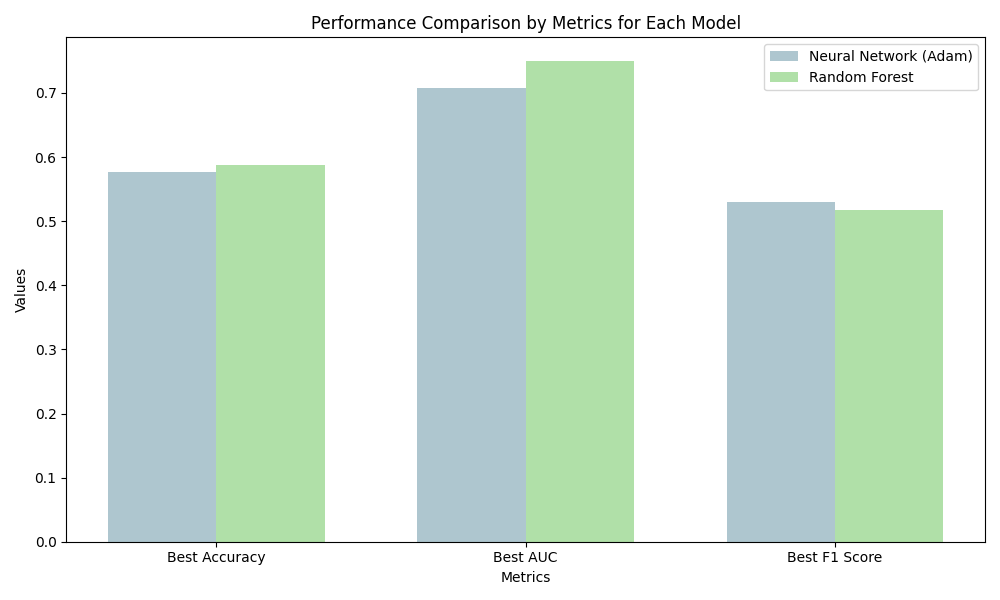 Performance Comparison by Metrics for Each Model
Neural Network (Adam)
Random Forest
Values
0.7
0.6
0.5
0.4
0.3
0.2
0.1
0.0
Best Accuracy
Best AUC
Best F1 Score
Metrics